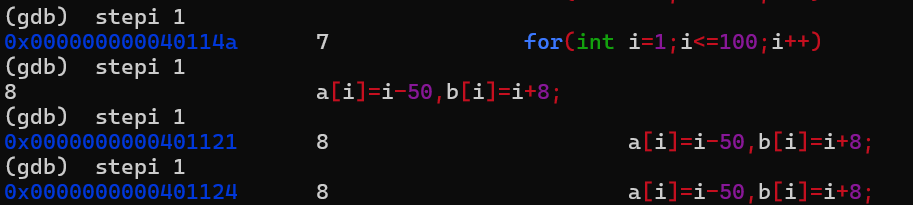 (gdb)  stepi 1
0x000000000040114a      7               for(int i=1;i<=100;i++)
(gdb)  stepi 1
8                       a[i]=i-50,b[i]=i+8;
(gdb)  stepi 1
0x0000000000401121      8                       a[i]=i-50,b[i]=i+8;
(gdb)  stepi 1
0x0000000000401124      8                       a[i]=i-50,b[i]=i+8;